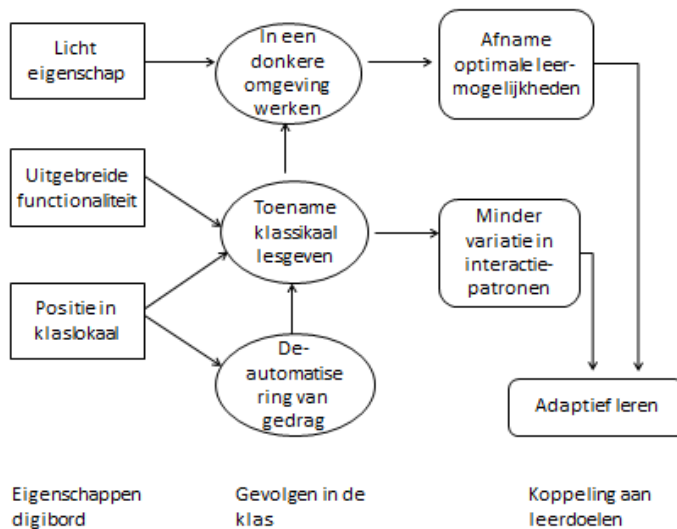 Licht
eigenschap
In een
donkere
omgeving
werken
Afname
optimale leer-
mogelijkheden
Uitgebreide
functionaliteit
Toename
klassikaal
lesgeven
Minder
variatie in
interactie-
patronen
Positie in
klaslokaal
De-
automatise
ring van
gedrag
Adaptief leren
Eigenschappen
digibord
Gevolgen in de
klas
Koppeling aan
leerdoelen